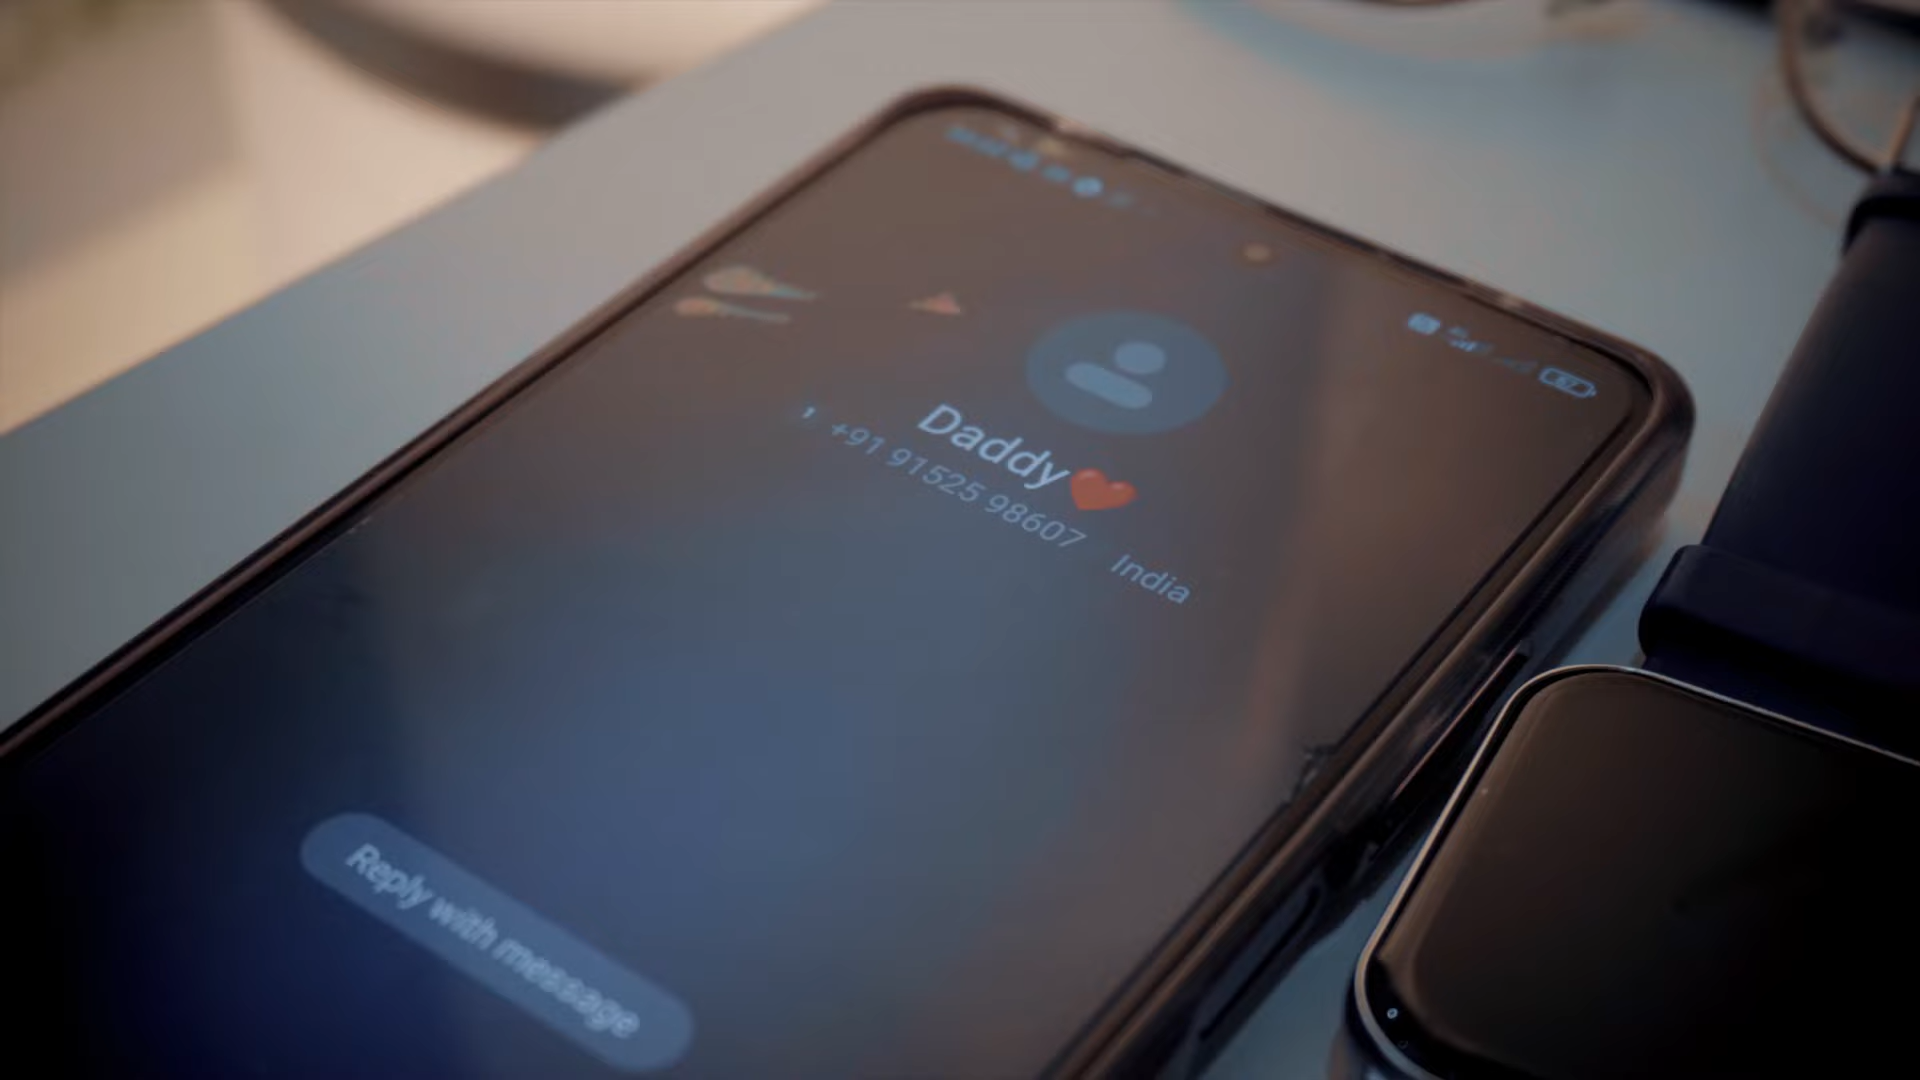 Daddy❤️
+91 91525 98607 India
Reply with message